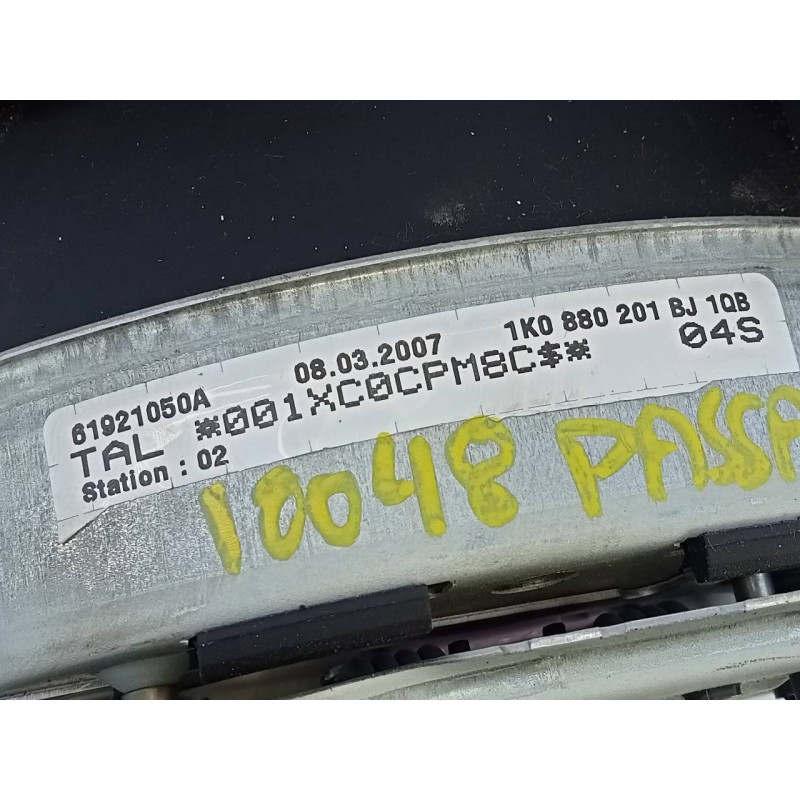 61921050A 08.03.2007 1K0 880 201 BJ 1QB
TAL *001XC0CPM8C$* 04S
Station : 02
10048 PASSA